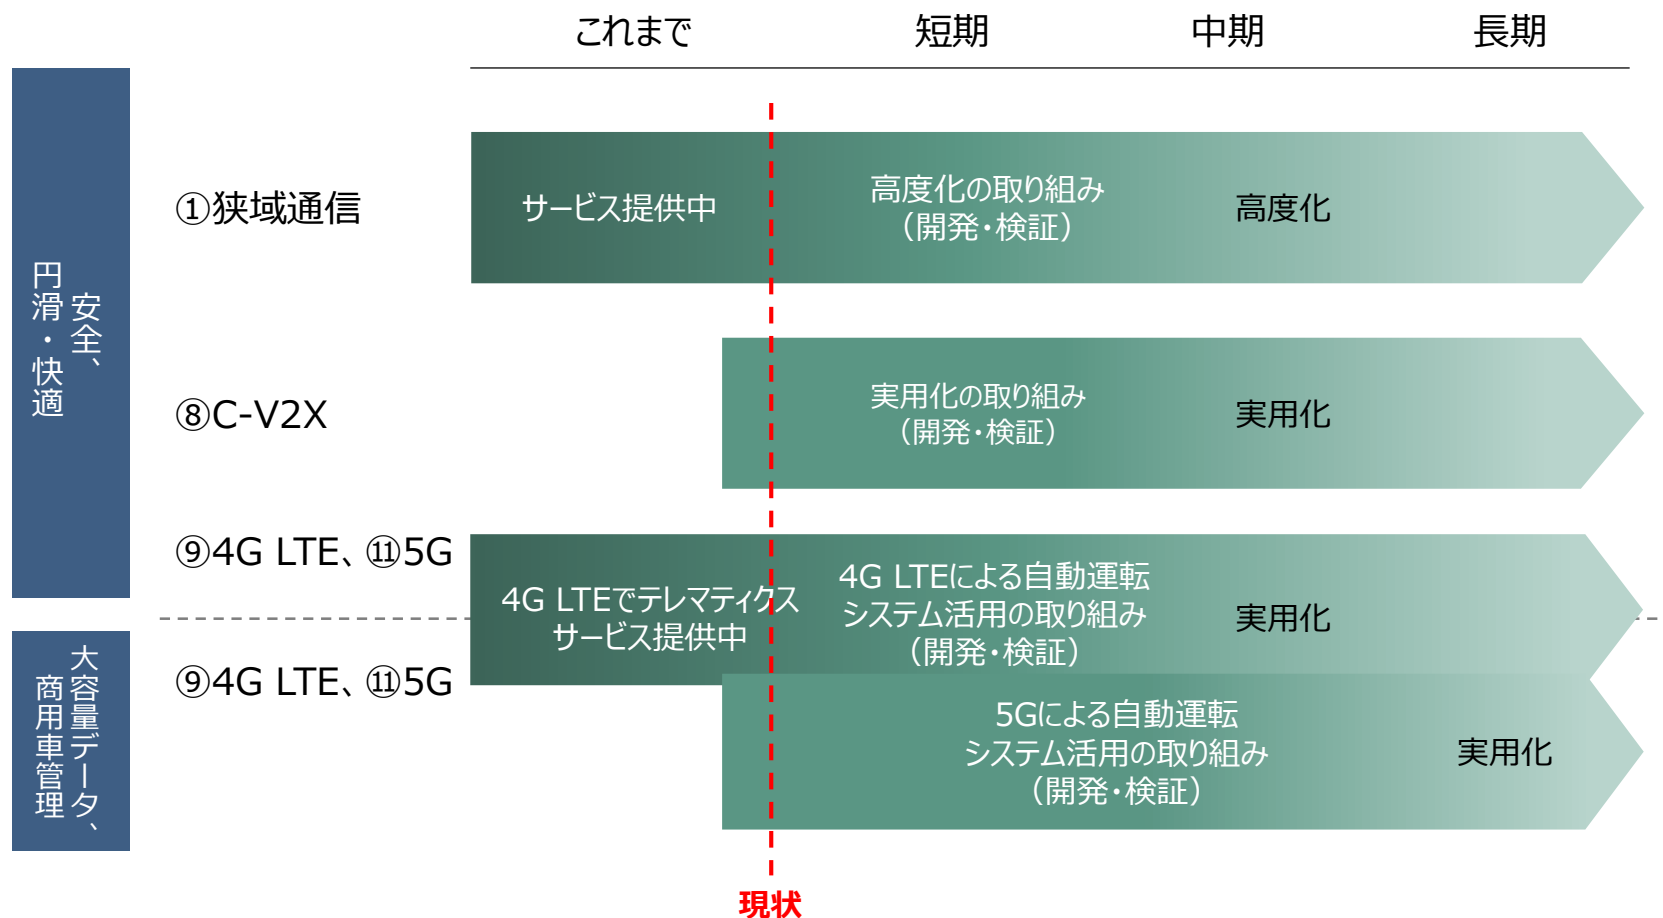 これまで
短期
中期
長期
安全、
円滑・快適
①狭域通信
サービス提供中
高度化の取り組み
（開発・検証）
高度化
⑧C-V2X
実用化の取り組み
（開発・検証）
実用化
⑨4G LTE、⑪5G
4G LTEでテレマティクス
サービス提供中
4G LTEによる自動運転
システム活用の取り組み
（開発・検証）
実用化
大容量データ、
商用車管理
⑨4G LTE、⑪5G
5Gによる自動運転
システム活用の取り組み
（開発・検証）
実用化
現状